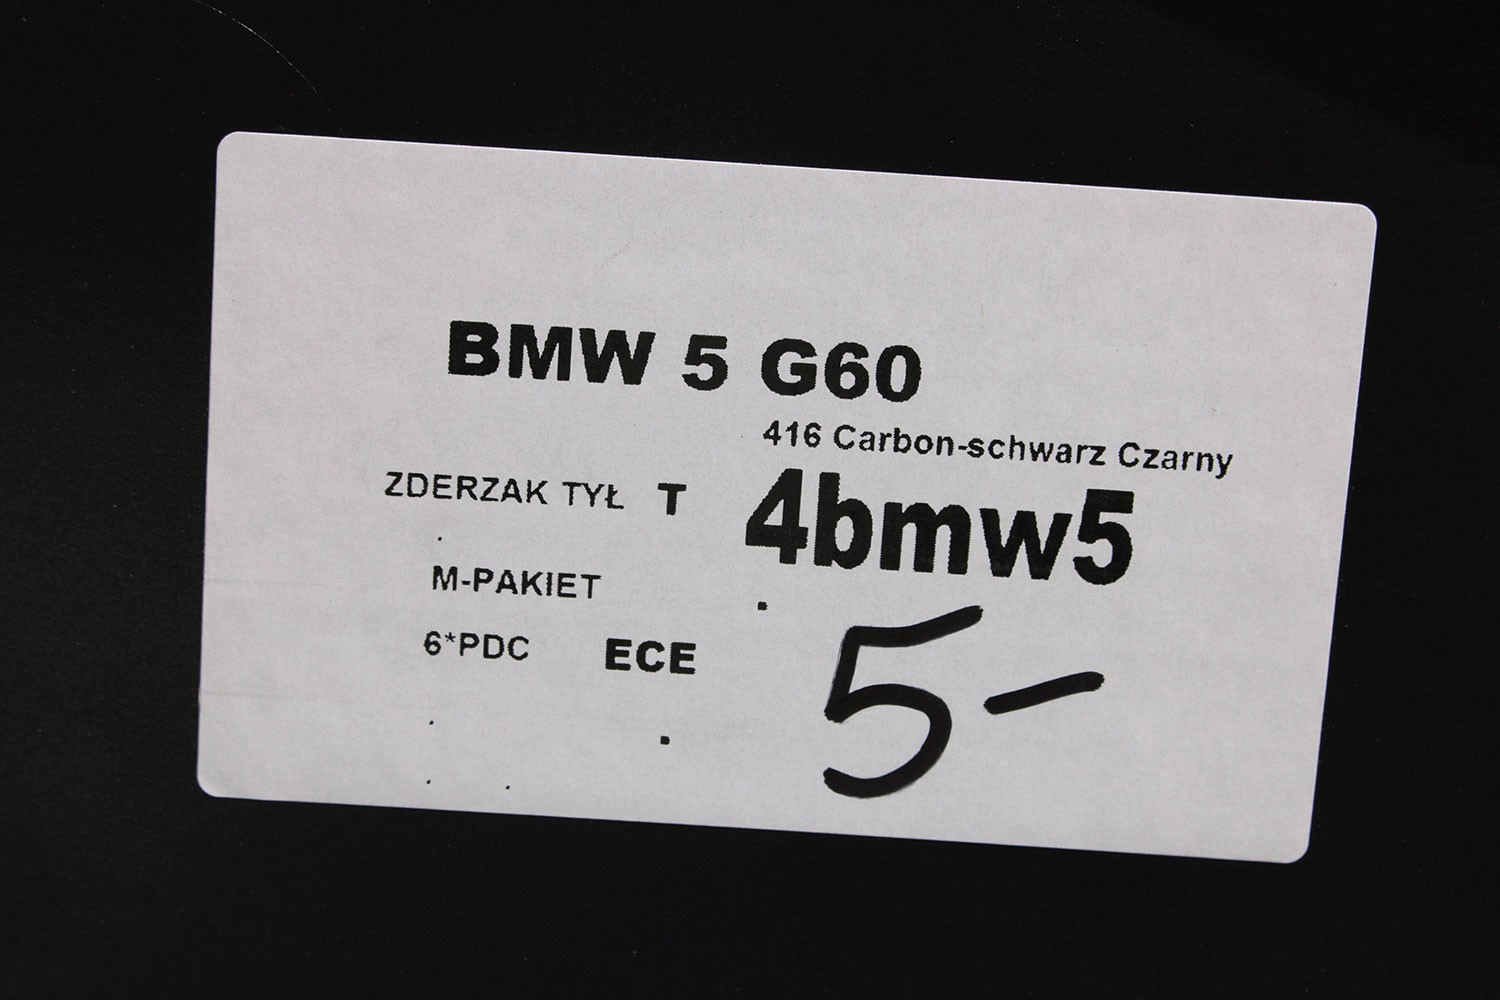 BMW 5 G60
416 Carbon-schwarz Czarny
ZDERZAK TYŁ T 4bmw5
M-PAKIET
6*PDC ECE
5-